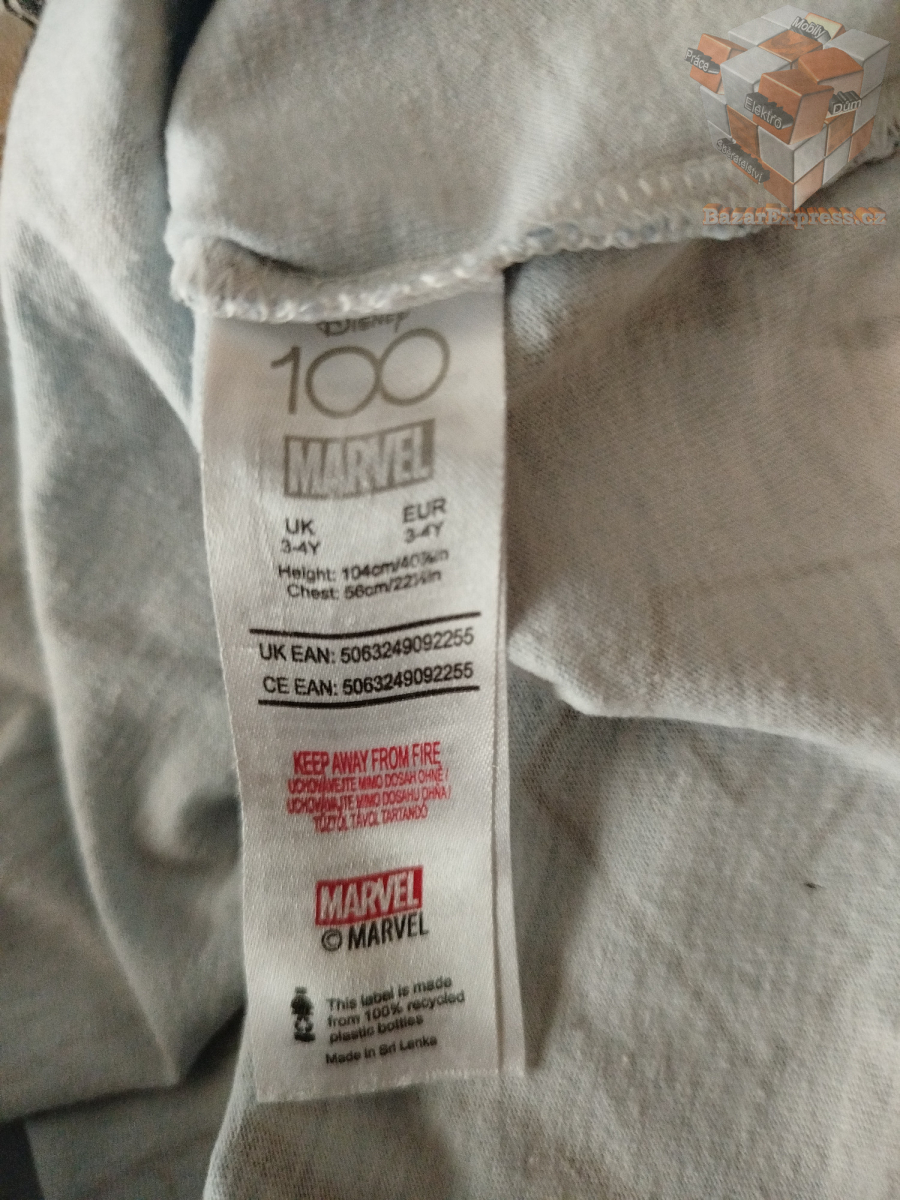 Mobily
Práce
Elektro
Dům
Sběratelství
BazarExpress.cz
Disney
100
MARVEL
UK EUR
3-4Y 3-4Y
Height: 104cm/40¾in
Chest: 56cm/22¼in
UK EAN: 5063249092255
CE EAN: 5063249092255
KEEP AWAY FROM FIRE
UCHOVÁVEJTE MIMO DOSAH OHNĚ /
UCHOVÁVAJTE MIMO DOSAHU OHŇA /
TŰZTŐL TÁVOL TARTANDÓ
MARVEL
© MARVEL
This label is made
from 100% recycled
plastic bottles
Made in Sri Lanka